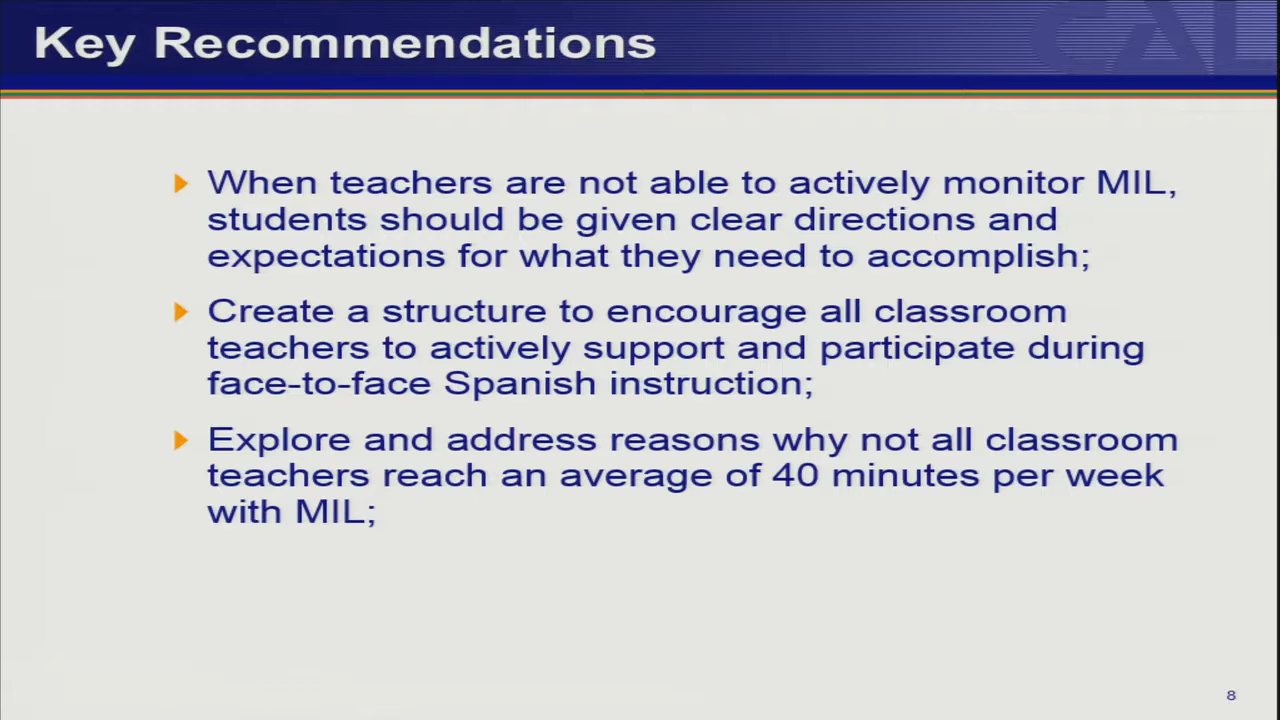 Key Recommendations
CAL
When teachers are not able to actively monitor MIL,
students should be given clear directions and
expectations for what they need to accomplish;
Create a structure to encourage all classroom
teachers to actively support and participate during
face-to-face Spanish instruction;
Explore and address reasons why not all classroom
teachers reach an average of 40 minutes per week
with MIL;
8